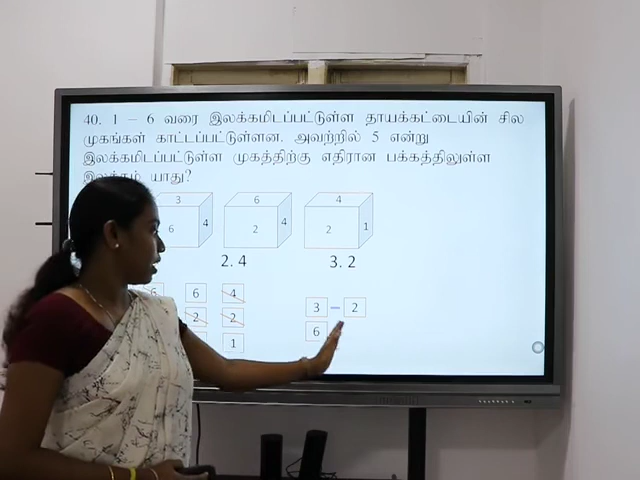 40. 1 – 6 வரை இலக்கமிடப்பட்டுள்ள தாயக்கட்டையின் சில
முகங்கள் காட்டப்பட்டுள்ளன. அவற்றில் 5 என்று
இலக்கமிடப்பட்டுள்ள முகத்திற்கு எதிரான பக்கத்திலுள்ள
யாது?
3 6 4
6 4 2 4 2 1
2. 4 3. 2
6 6 4
2 2 3 – 2
1 6